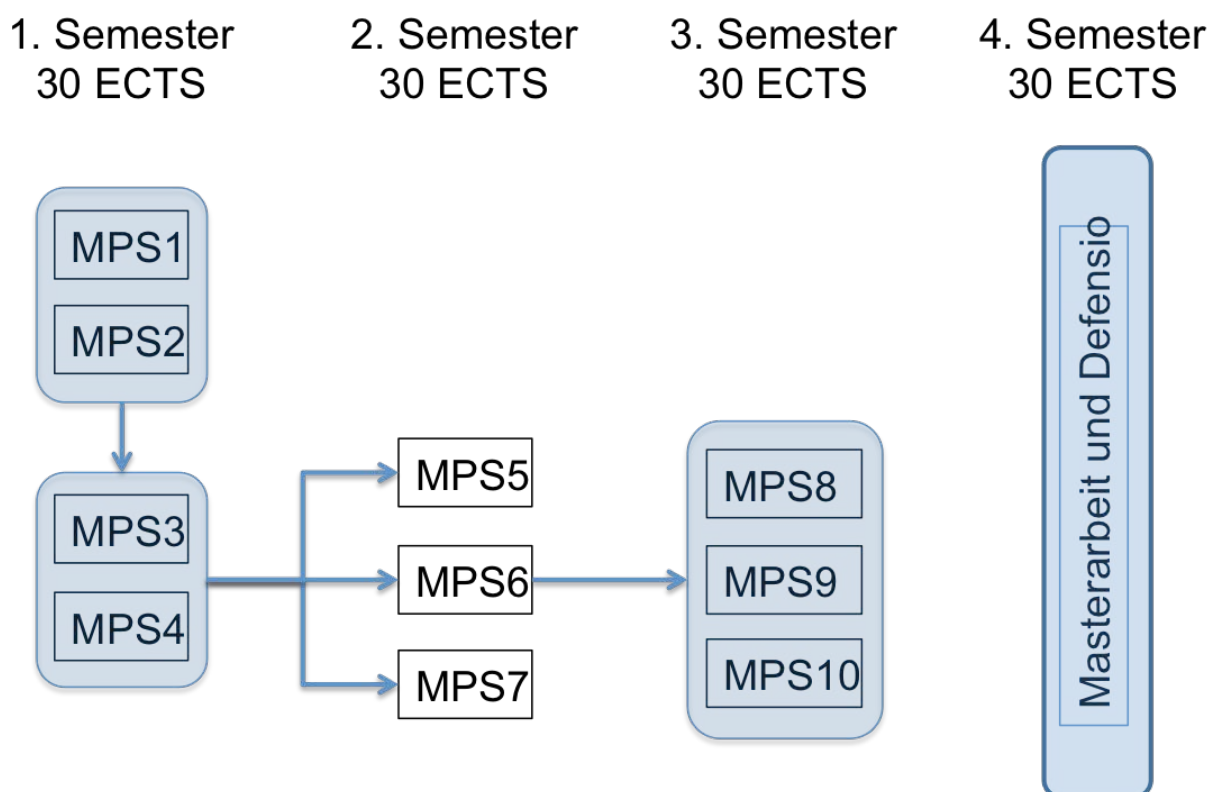 1. Semester
30 ECTS
2. Semester
30 ECTS
3. Semester
30 ECTS
4. Semester
30 ECTS
MPS1
MPS2
MPS3
MPS4
MPS5
MPS6
MPS7
MPS8
MPS9
MPS10
Masterarbeit und Defensio